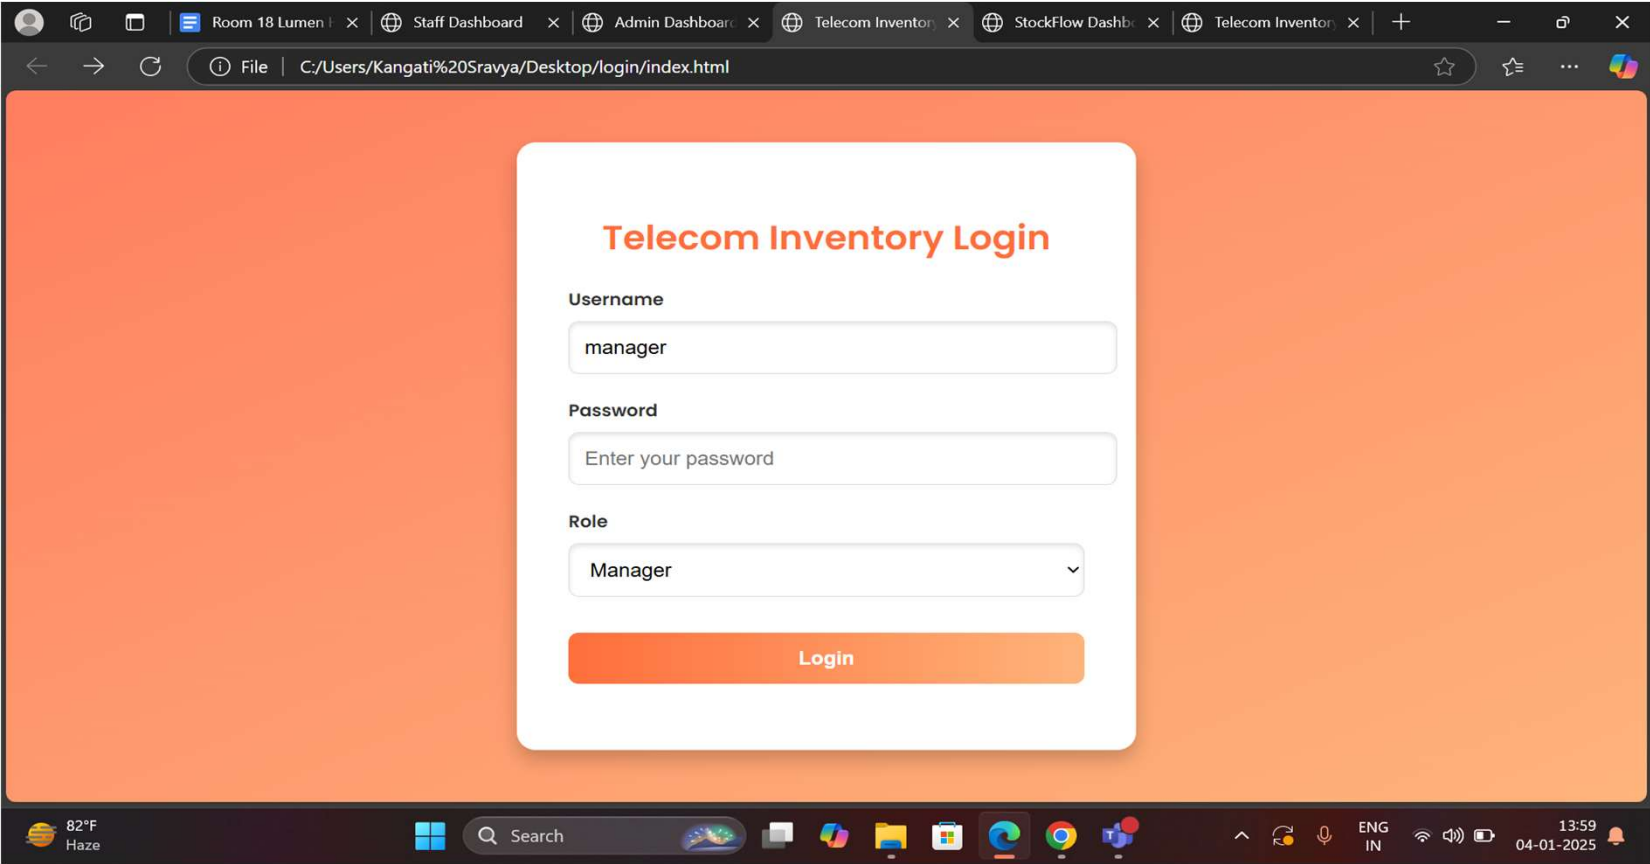 Room 18 Lumen
Staff Dashboard
Admin Dashboard
Telecom Inventory
StockFlow Dashb
Telecom Inventory
File
C:/Users/Kangati%20Sravya/Desktop/login/index.html
Telecom Inventory Login
Username
manager
Password
Enter your password
Role
Manager
Login
82°F
Haze
Search
ENG
IN
13:59
04-01-2025